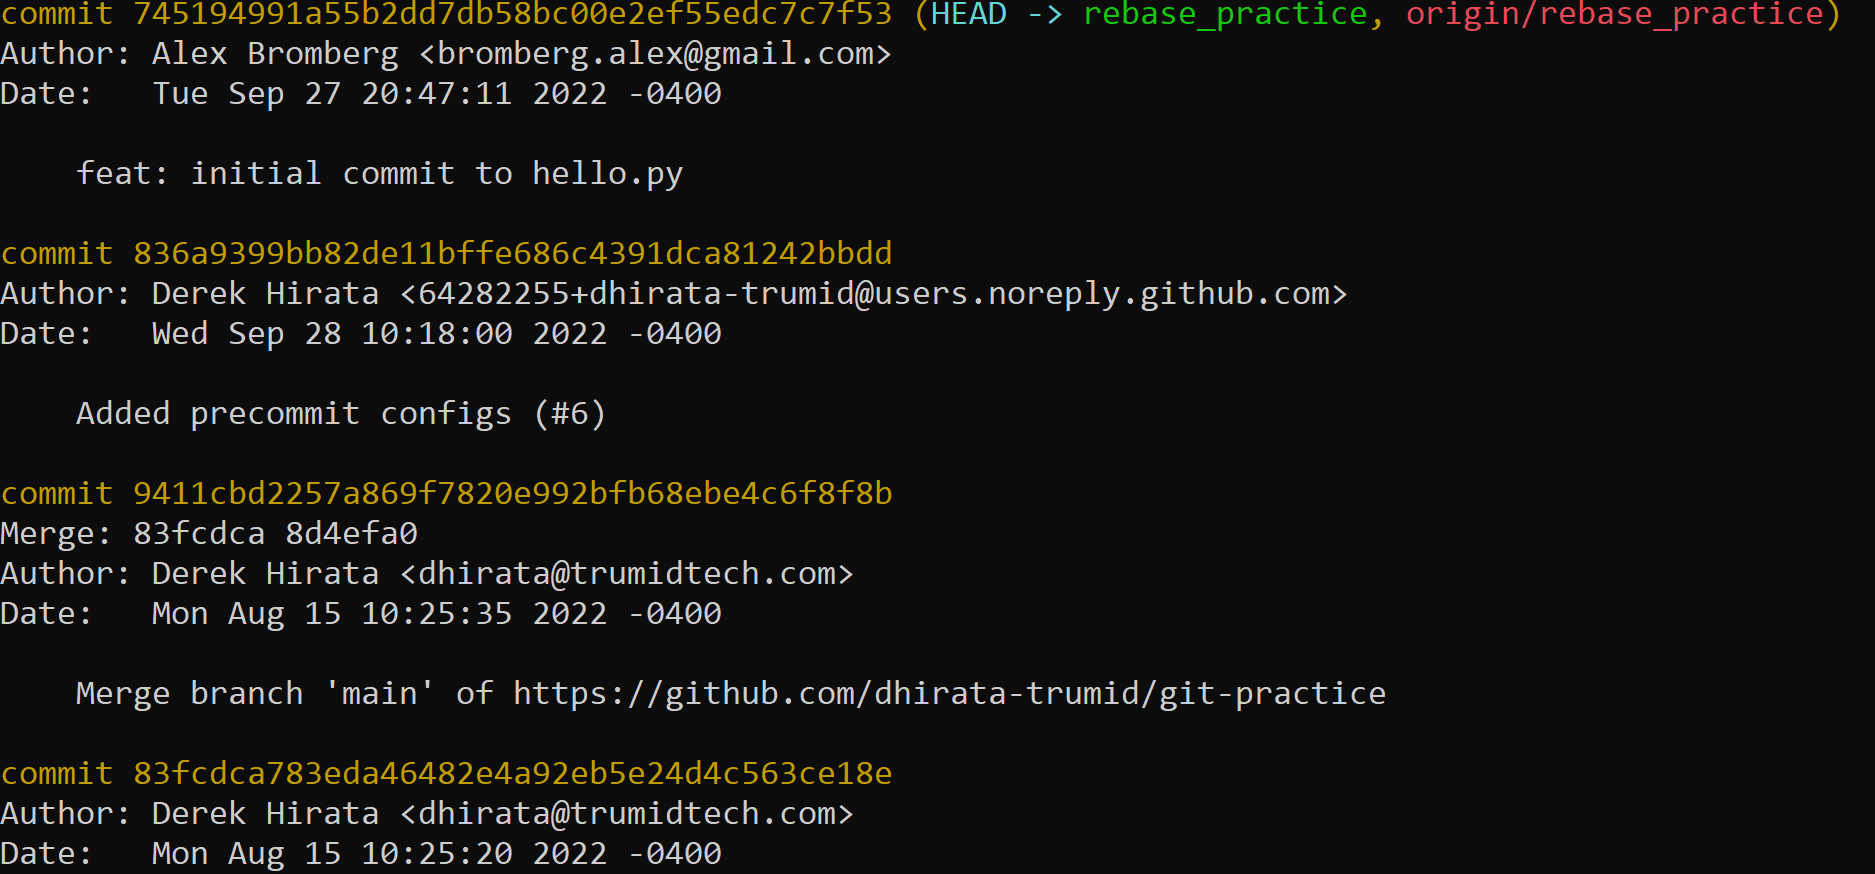 commit 745194991a55b2dd7db58bc00e2ef55edc7c7f53 (HEAD -> rebase_practice, origin/rebase_practice)
Author: Alex Bromberg <bromberg.alex@gmail.com>
Date:   Tue Sep 27 20:47:11 2022 -0400
    feat: initial commit to hello.py
commit 836a9399bb82de11bffe686c4391dca81242bbdd
Author: Derek Hirata <64282255+dhirata-trumid@users.noreply.github.com>
Date:   Wed Sep 28 10:18:00 2022 -0400
    Added precommit configs (#6)
commit 9411cbd2257a869f7820e992bfb68ebe4c6f8f8b
Merge: 83fcdca 8d4efa0
Author: Derek Hirata <dhirata@trumidtech.com>
Date:   Mon Aug 15 10:25:35 2022 -0400
    Merge branch 'main' of https://github.com/dhirata-trumid/git-practice
commit 83fcdca783eda46482e4a92eb5e24d4c563ce18e
Author: Derek Hirata <dhirata@trumidtech.com>
Date:   Mon Aug 15 10:25:20 2022 -0400